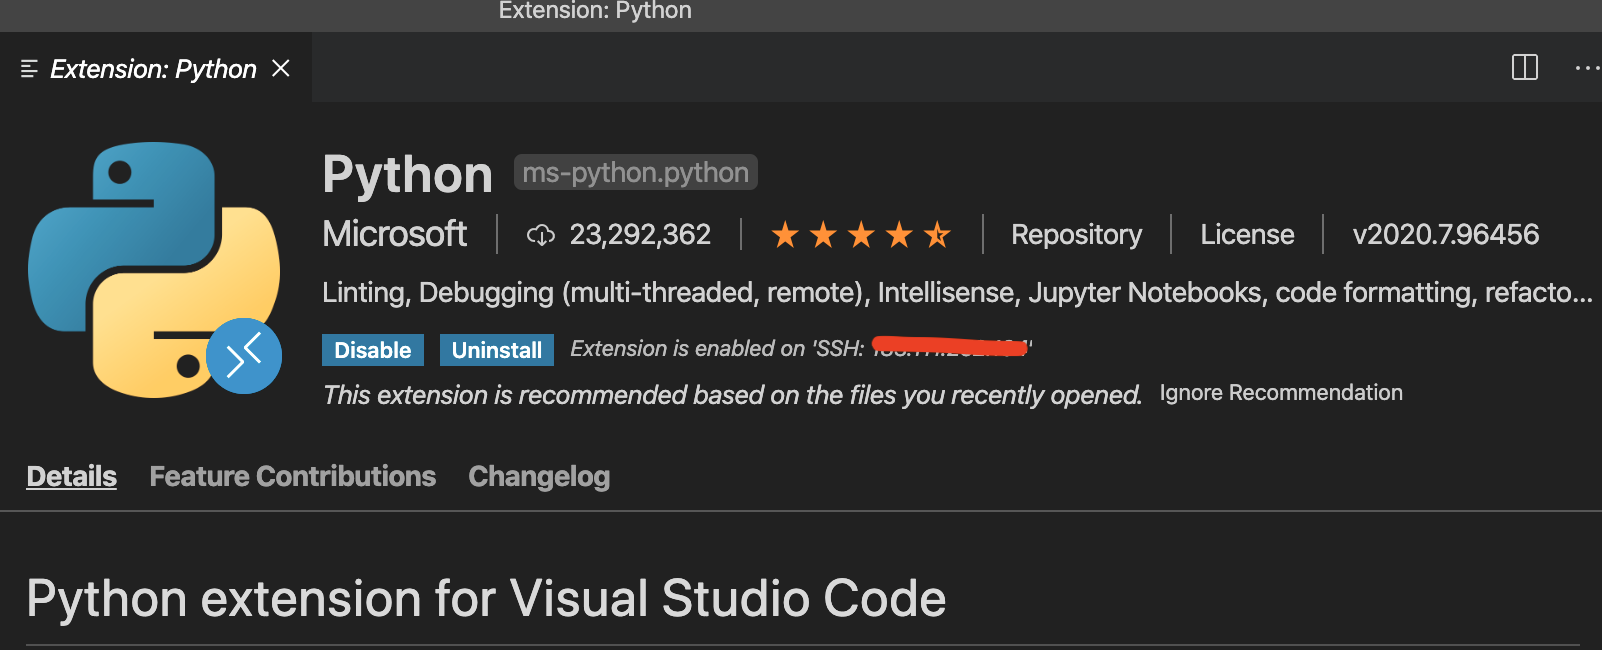 Extension: Python
Extension: Python
Python ms-python.python
Microsoft 23,292,362 Repository License v2020.7.96456
Linting, Debugging (multi-threaded, remote), Intellisense, Jupyter Notebooks, code formatting, refacto...
Disable Uninstall Extension is enabled on 'SSH: '
This extension is recommended based on the files you recently opened. Ignore Recommendation
Details Feature Contributions Changelog
Python extension for Visual Studio Code